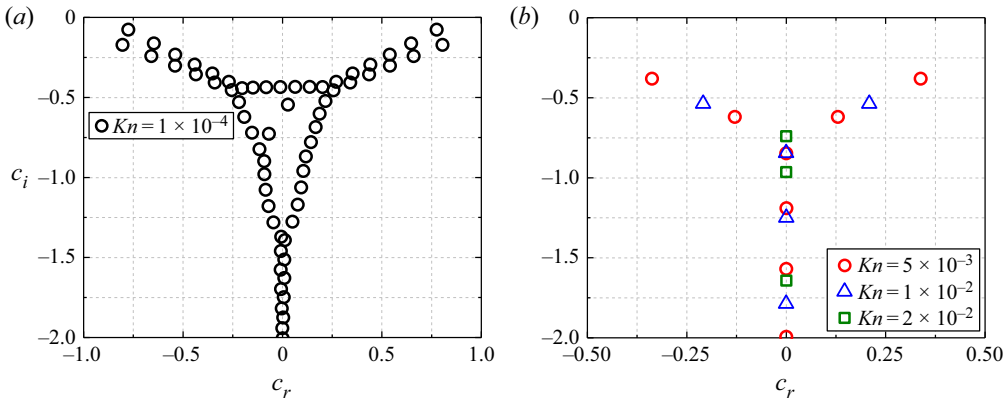 (a)
0
–0.5
–1.0
–1.5
–2.0
c_i
Kn = 1 × 10⁻⁴
–1.0 –0.5 0 0.5 1.0
c_r
(b)
0
–0.5
–1.0
–1.5
–2.0
Kn = 5 × 10⁻³
Kn = 1 × 10⁻²
Kn = 2 × 10⁻²
–0.50 –0.25 0 0.25 0.50
c_r